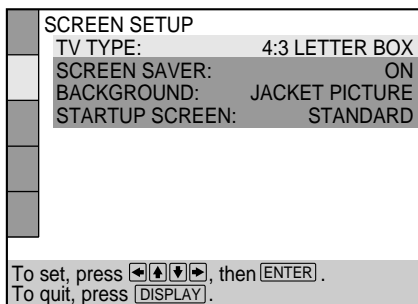 SCREEN SETUP
TV TYPE: 4:3 LETTER BOX
SCREEN SAVER: ON
BACKGROUND: JACKET PICTURE
STARTUP SCREEN: STANDARD
To set, press ←↑↓→, then ENTER.
To quit, press DISPLAY.